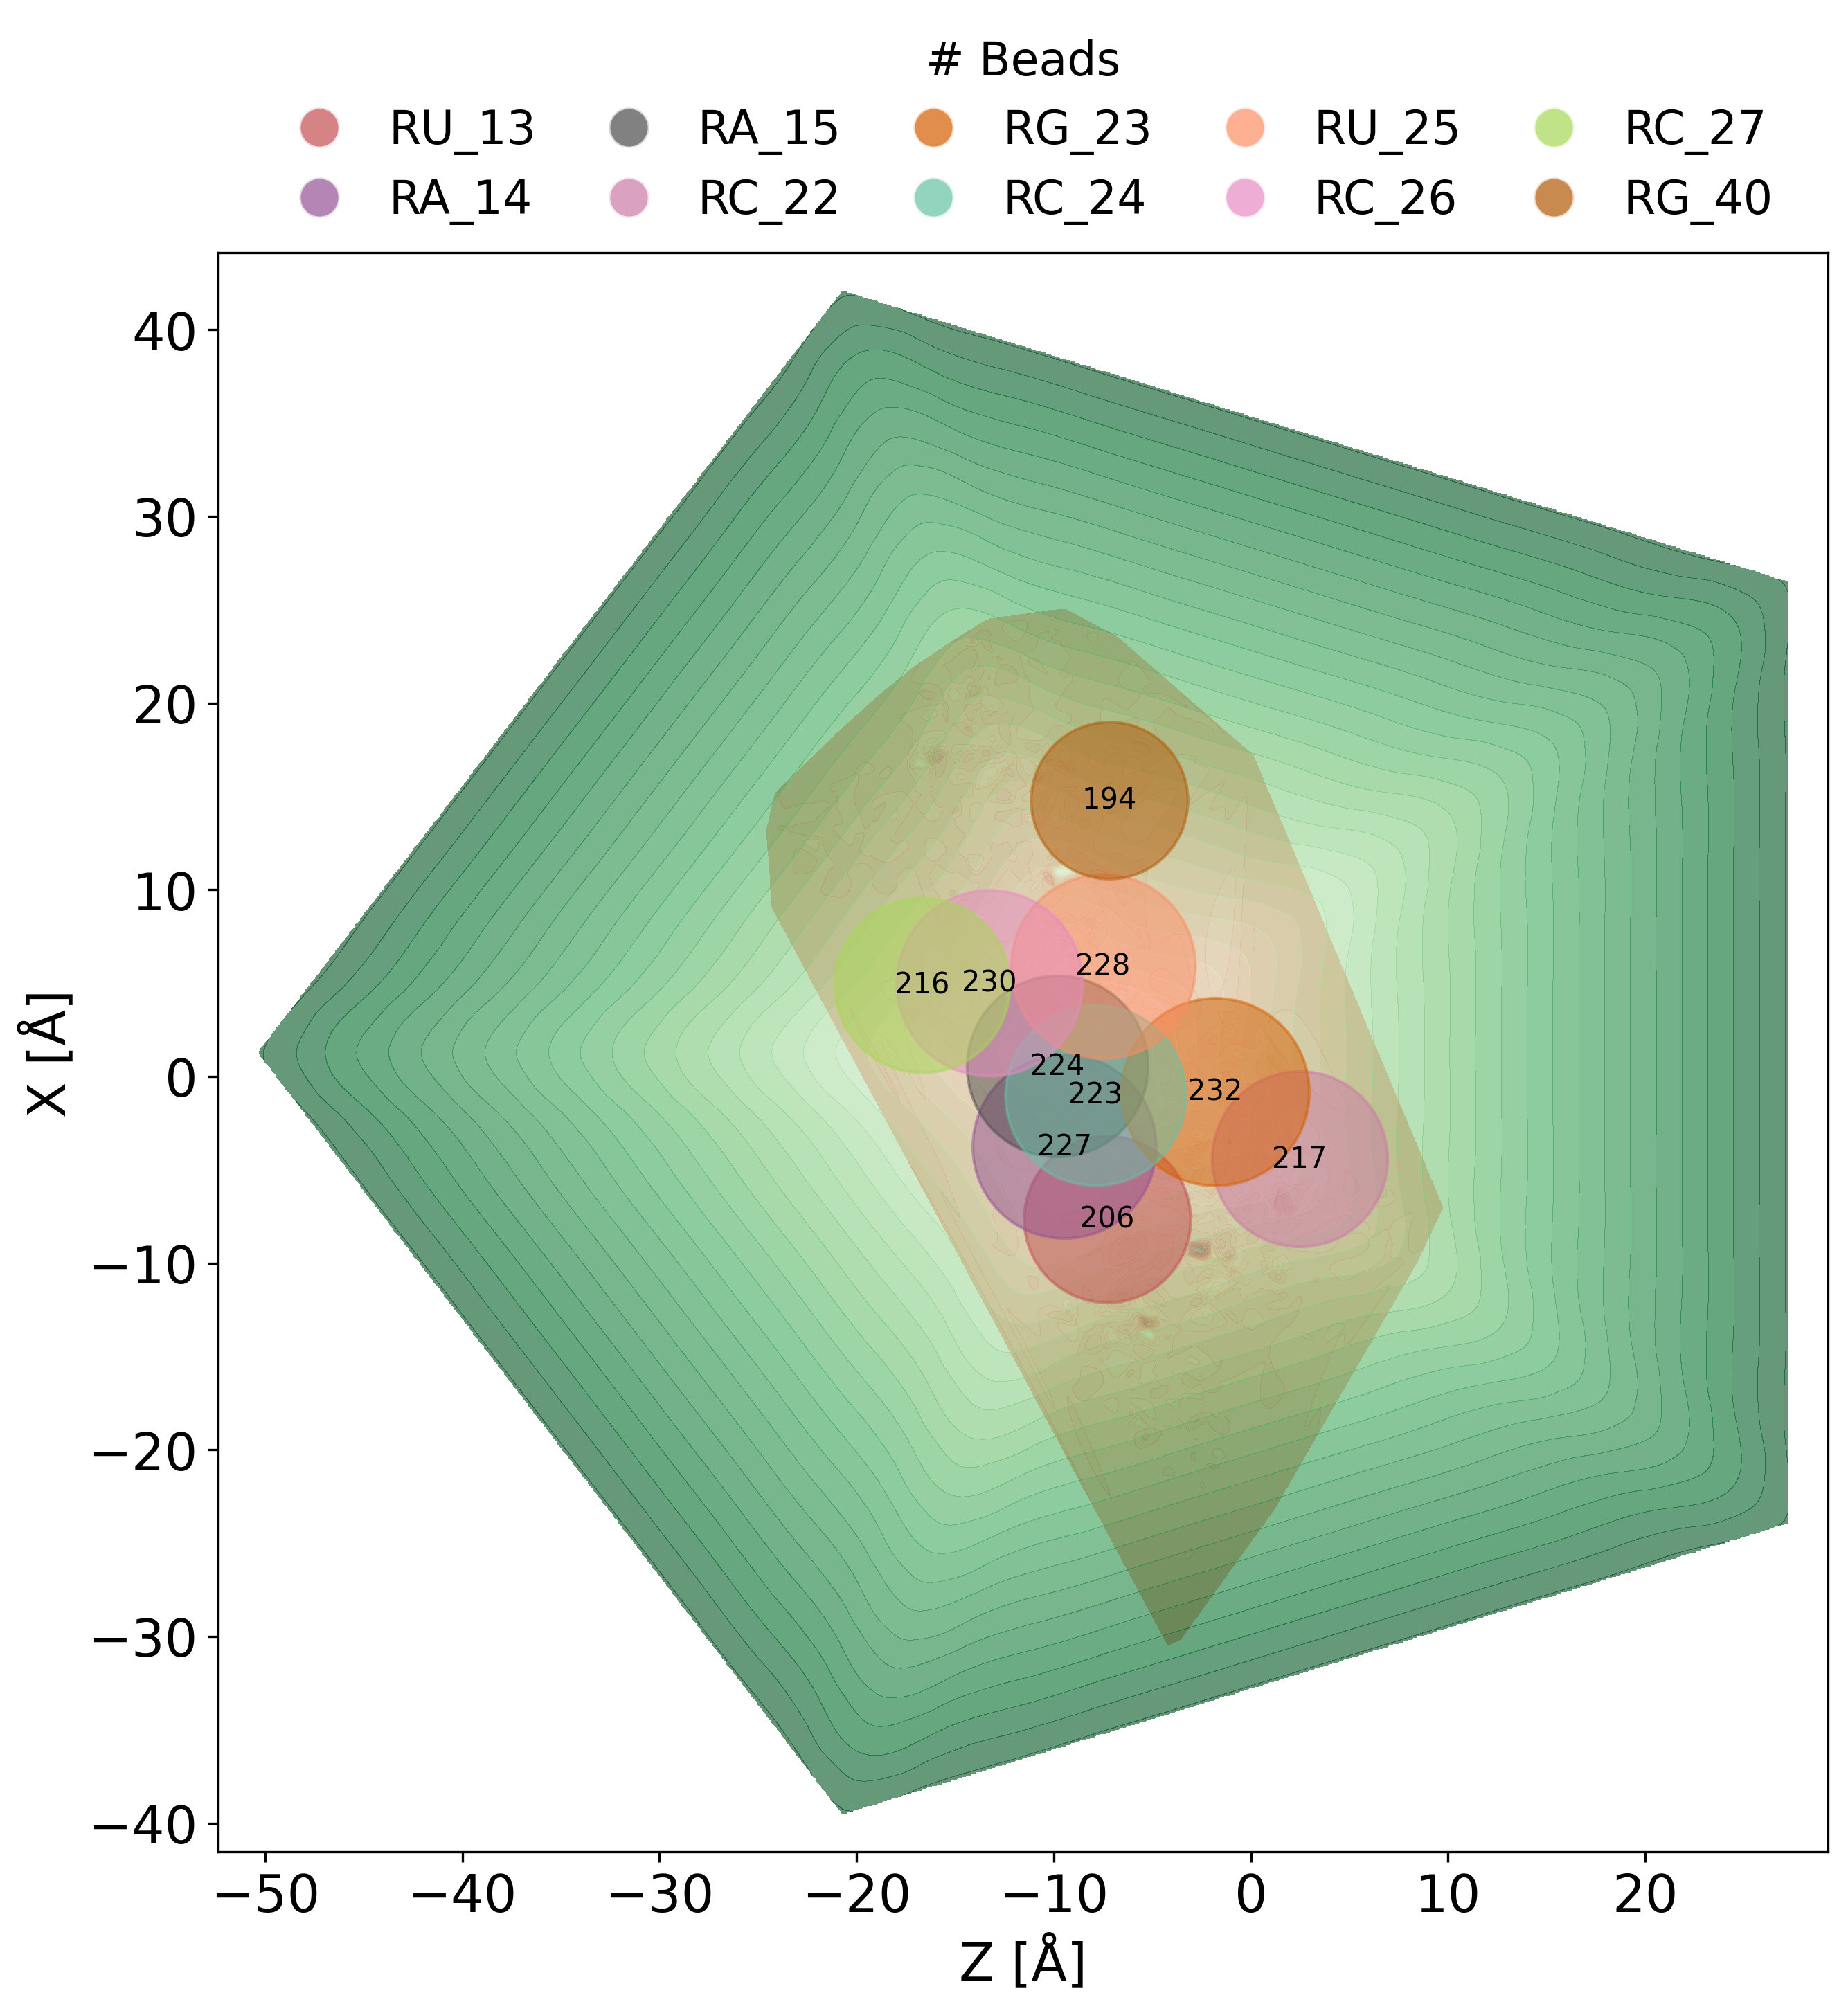 # Beads
RU_13 RA_15 RG_23 RU_25 RC_27
RA_14 RC_22 RC_24 RC_26 RG_40
X [Å]
40
30
20
10
0
−10
−20
−30
−40
194
228
216 230
224
223 232
227
217
206
−50 −40 −30 −20 −10 0 10 20
Z [Å]